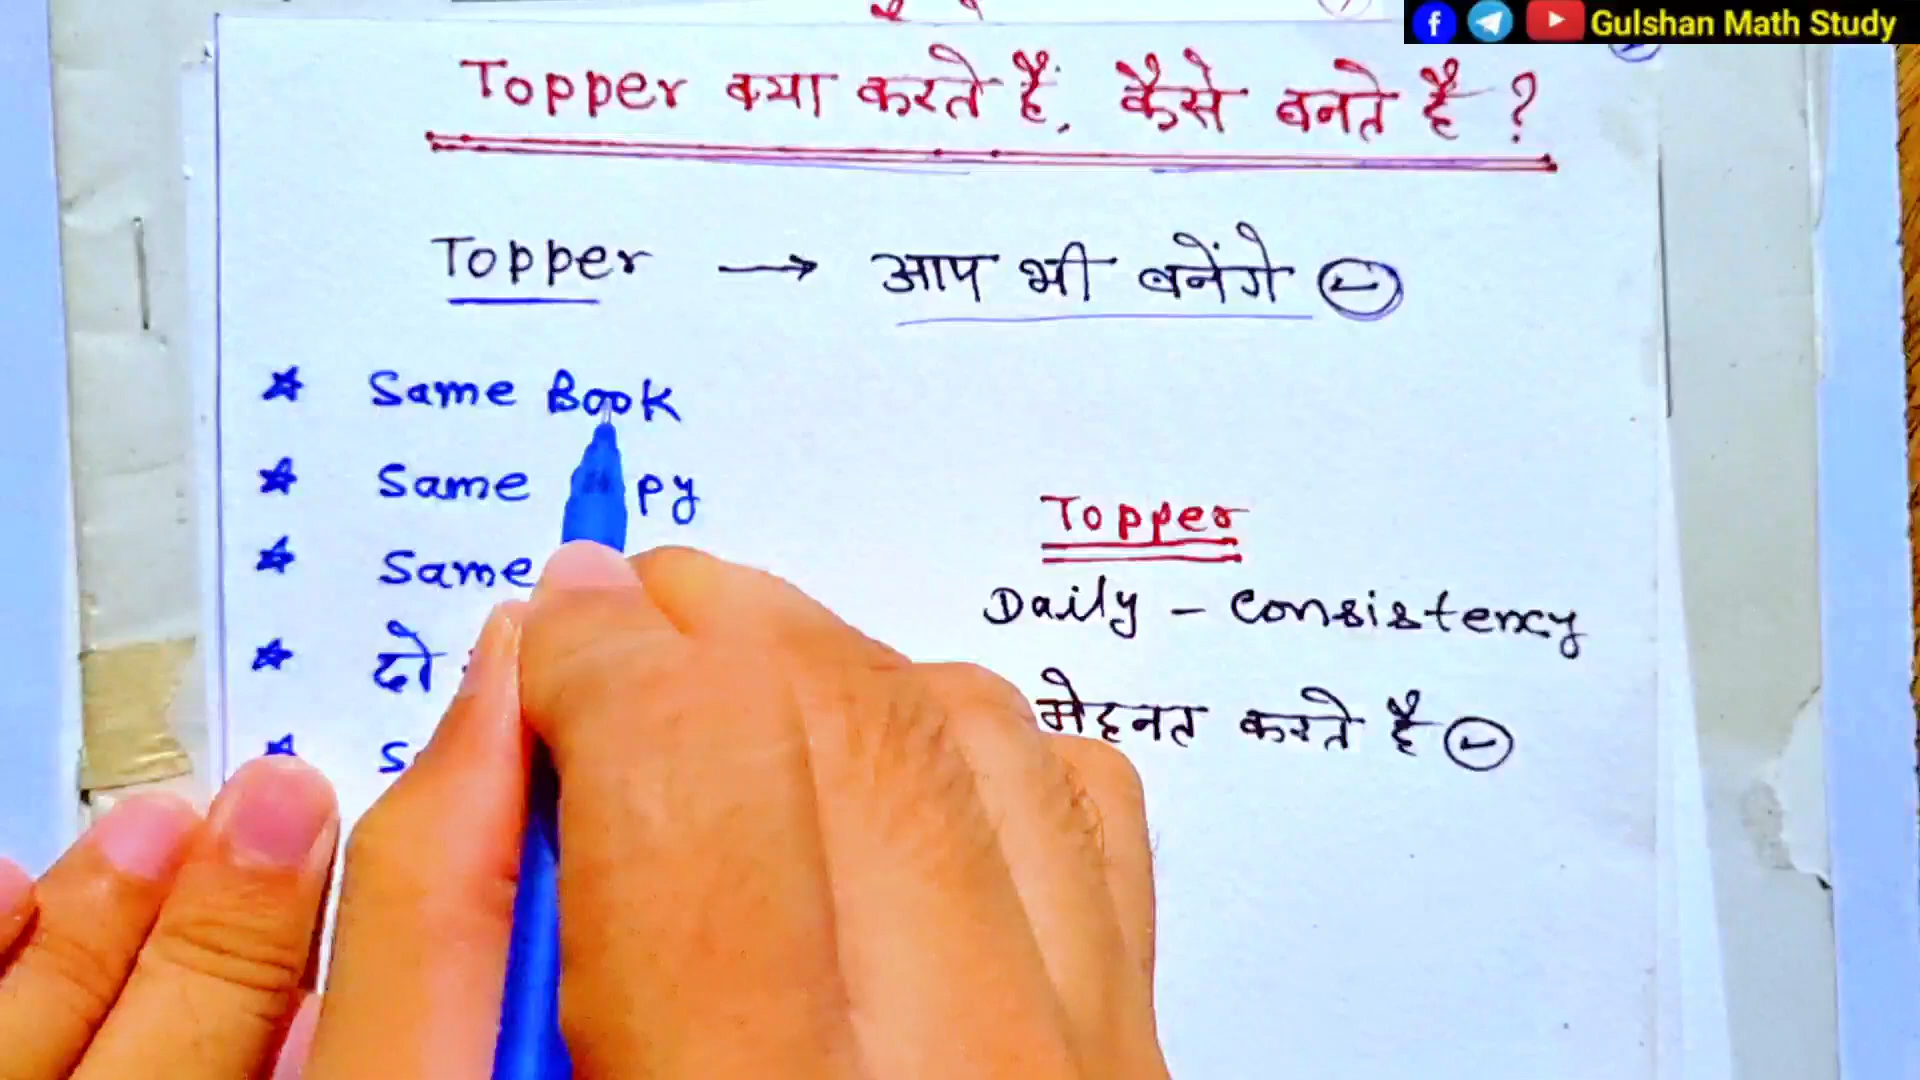 Gulshan Math Study
Topper क्या करते हैं, कैसे बनते है ?
Topper → आप भी बनेंगे
★ Same Book
★ Same py
★ Same
★ दो
★ S
Topper
Daily - Consistency
मेहनत करते है